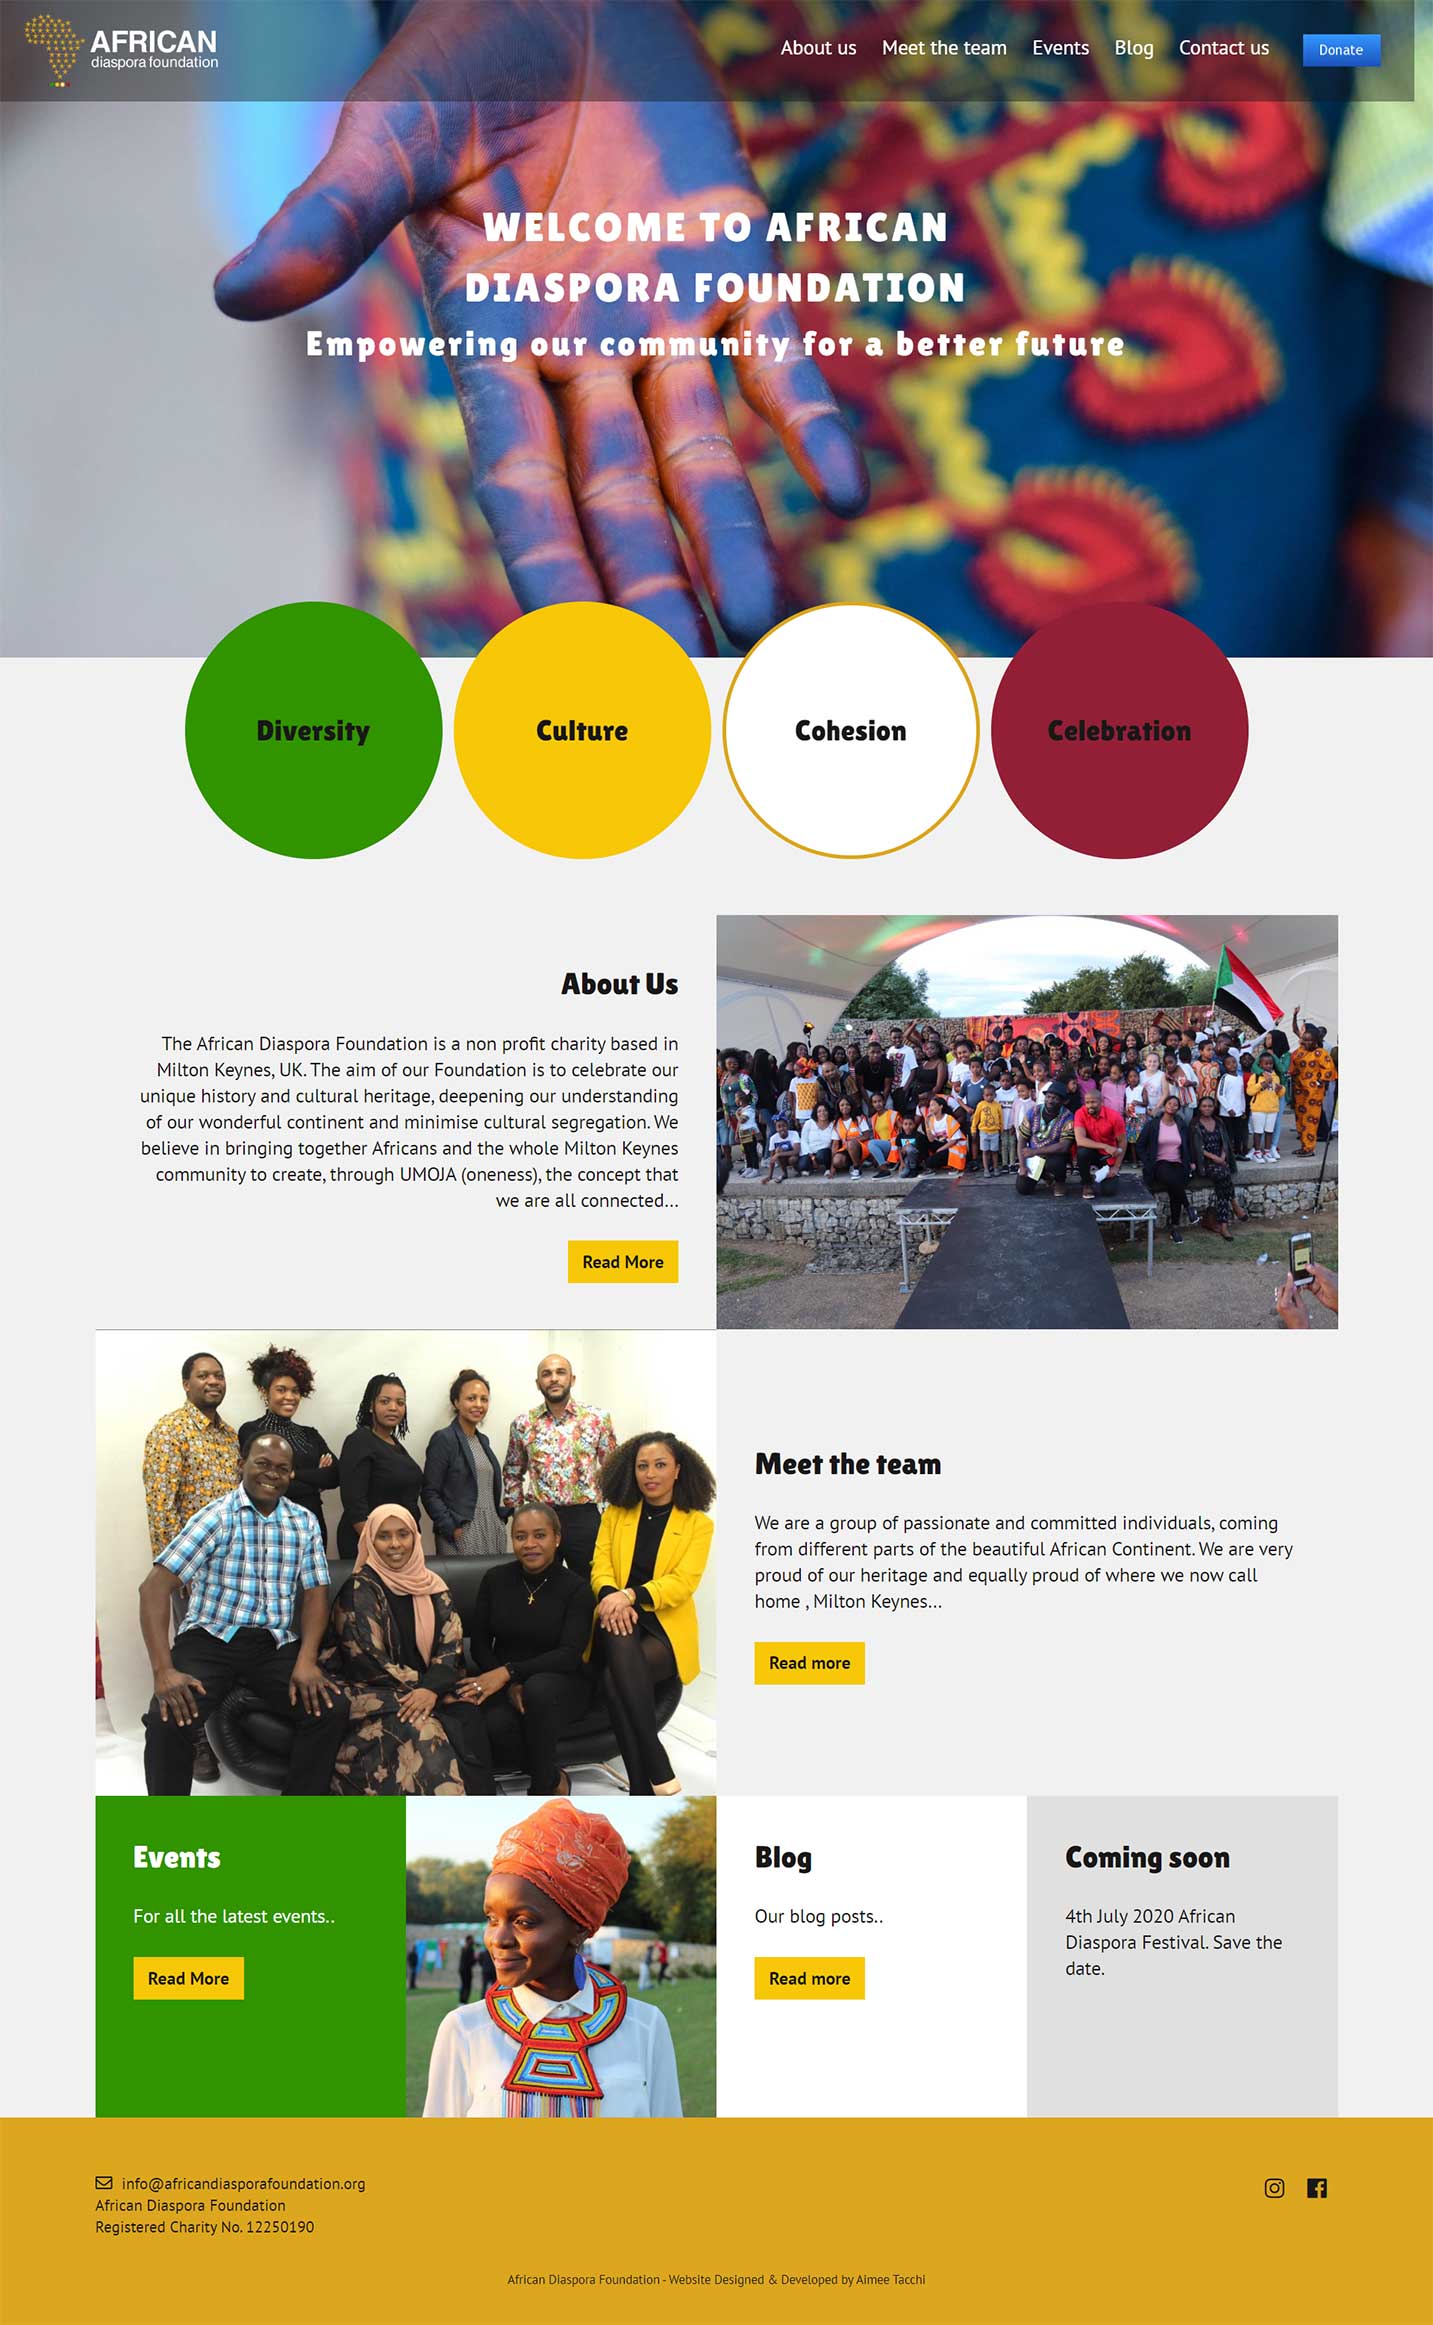 AFRICAN
diaspora foundation
About us Meet the team Events Blog Contact us Donate
WELCOME TO AFRICAN
DIASPORA FOUNDATION
Empowering our community for a better future
Diversity Culture Cohesion Celebration
About Us
The African Diaspora Foundation is a non profit charity based in
Milton Keynes, UK. The aim of our Foundation is to celebrate our
unique history and cultural heritage, deepening our understanding
of our wonderful continent and minimise cultural segregation. We
believe in bringing together Africans and the whole Milton Keynes
community to create, through UMOJA (oneness), the concept that
we are all connected...
Read More
Meet the team
We are a group of passionate and committed individuals, coming
from different parts of the beautiful African Continent. We are very
proud of our heritage and equally proud of where we now call
home , Milton Keynes...
Read more
Events
For all the latest events..
Read More
Blog
Our blog posts..
Read more
Coming soon
4th July 2020 African
Diaspora Festival. Save the
date.
info@africandiasporafoundation.org
African Diaspora Foundation
Registered Charity No. 12250190
African Diaspora Foundation - Website Designed & Developed by Aimee Tacchi